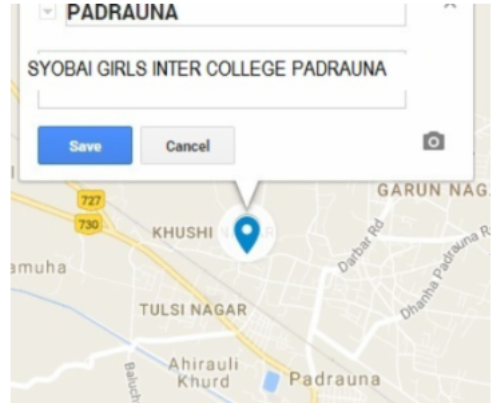 PADRAUNA
SYOBAI GIRLS INTER COLLEGE PADRAUNA
Save Cancel
727
GARUN NAG
730
KHUSHI
Darbar Rd
Dhanha Padrauna R
amuha
TULSI NAGAR
Ahirauli
Khurd
Padrauna
Baluch